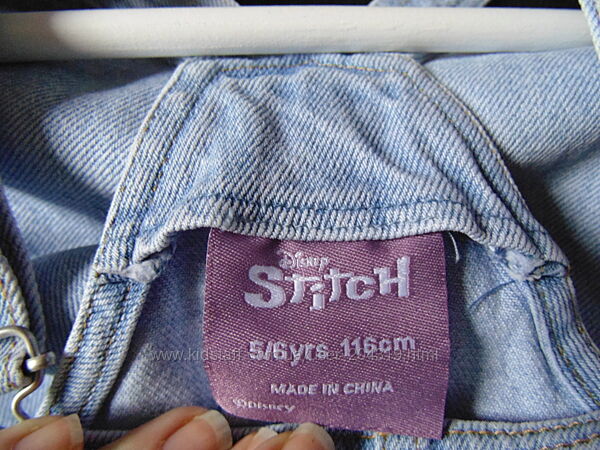 Disney
Stitch
5/6yrs 116cm
MADE IN CHINA
©DISNEY